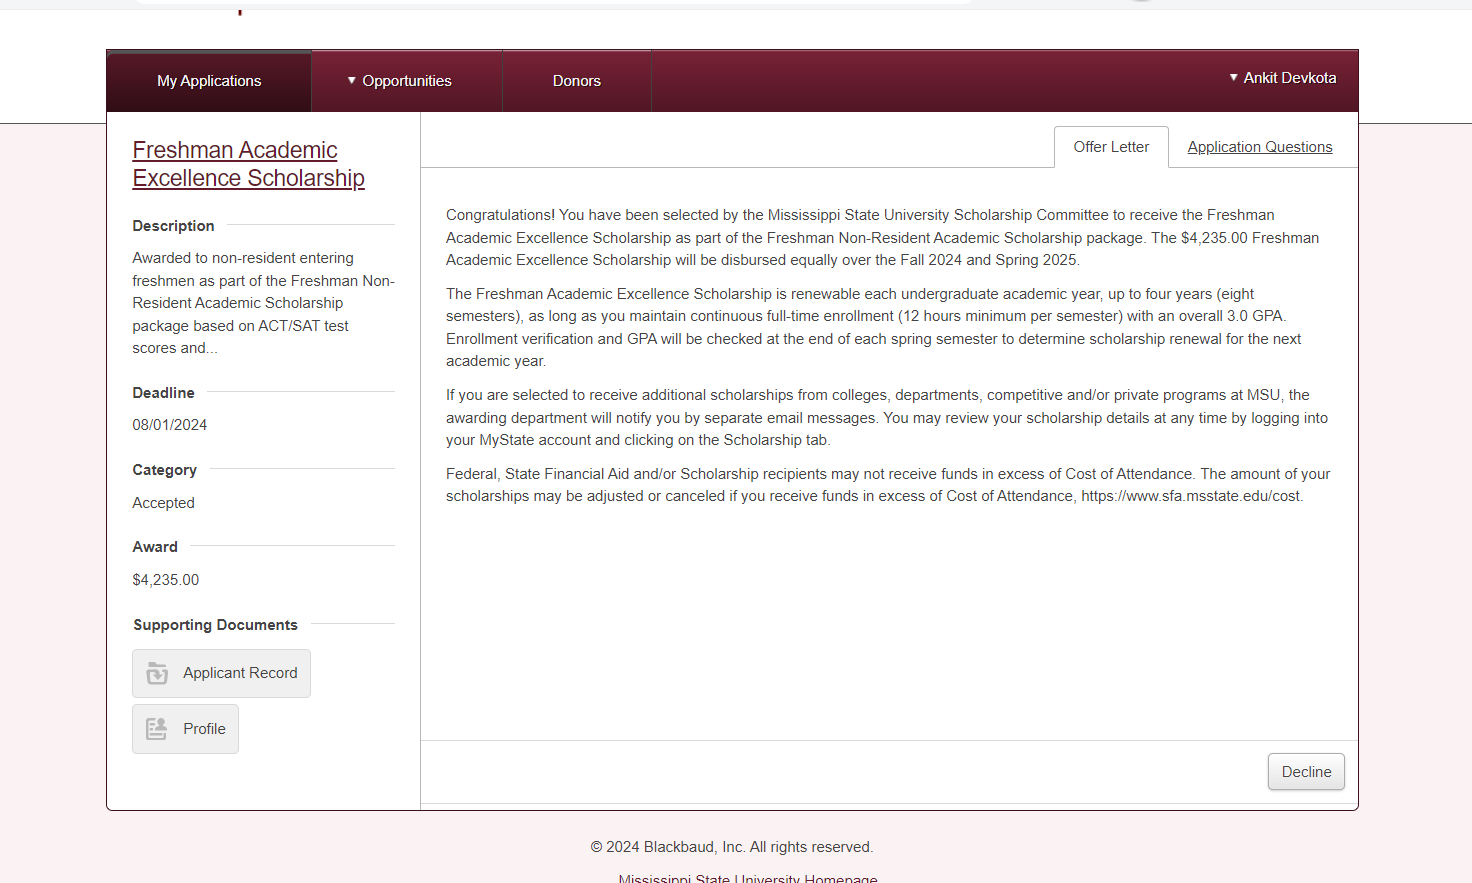 My Applications
Opportunities
Donors
Ankit Devkota
Freshman Academic
Excellence Scholarship
Description
Awarded to non-resident entering
freshmen as part of the Freshman Non-
Resident Academic Scholarship
package based on ACT/SAT test
scores and...
Deadline
08/01/2024
Category
Accepted
Award
$4,235.00
Supporting Documents
Applicant Record
Profile
Offer Letter
Application Questions
Congratulations! You have been selected by the Mississippi State University Scholarship Committee to receive the Freshman
Academic Excellence Scholarship as part of the Freshman Non-Resident Academic Scholarship package. The $4,235.00 Freshman
Academic Excellence Scholarship will be disbursed equally over the Fall 2024 and Spring 2025.
The Freshman Academic Excellence Scholarship is renewable each undergraduate academic year, up to four years (eight
semesters), as long as you maintain continuous full-time enrollment (12 hours minimum per semester) with an overall 3.0 GPA.
Enrollment verification and GPA will be checked at the end of each spring semester to determine scholarship renewal for the next
academic year.
If you are selected to receive additional scholarships from colleges, departments, competitive and/or private programs at MSU, the
awarding department will notify you by separate email messages. You may review your scholarship details at any time by logging into
your MyState account and clicking on the Scholarship tab.
Federal, State Financial Aid and/or Scholarship recipients may not receive funds in excess of Cost of Attendance. The amount of your
scholarships may be adjusted or canceled if you receive funds in excess of Cost of Attendance, https://www.sfa.msstate.edu/cost.
Decline
© 2024 Blackbaud, Inc. All rights reserved.
Mississippi State University Homepage